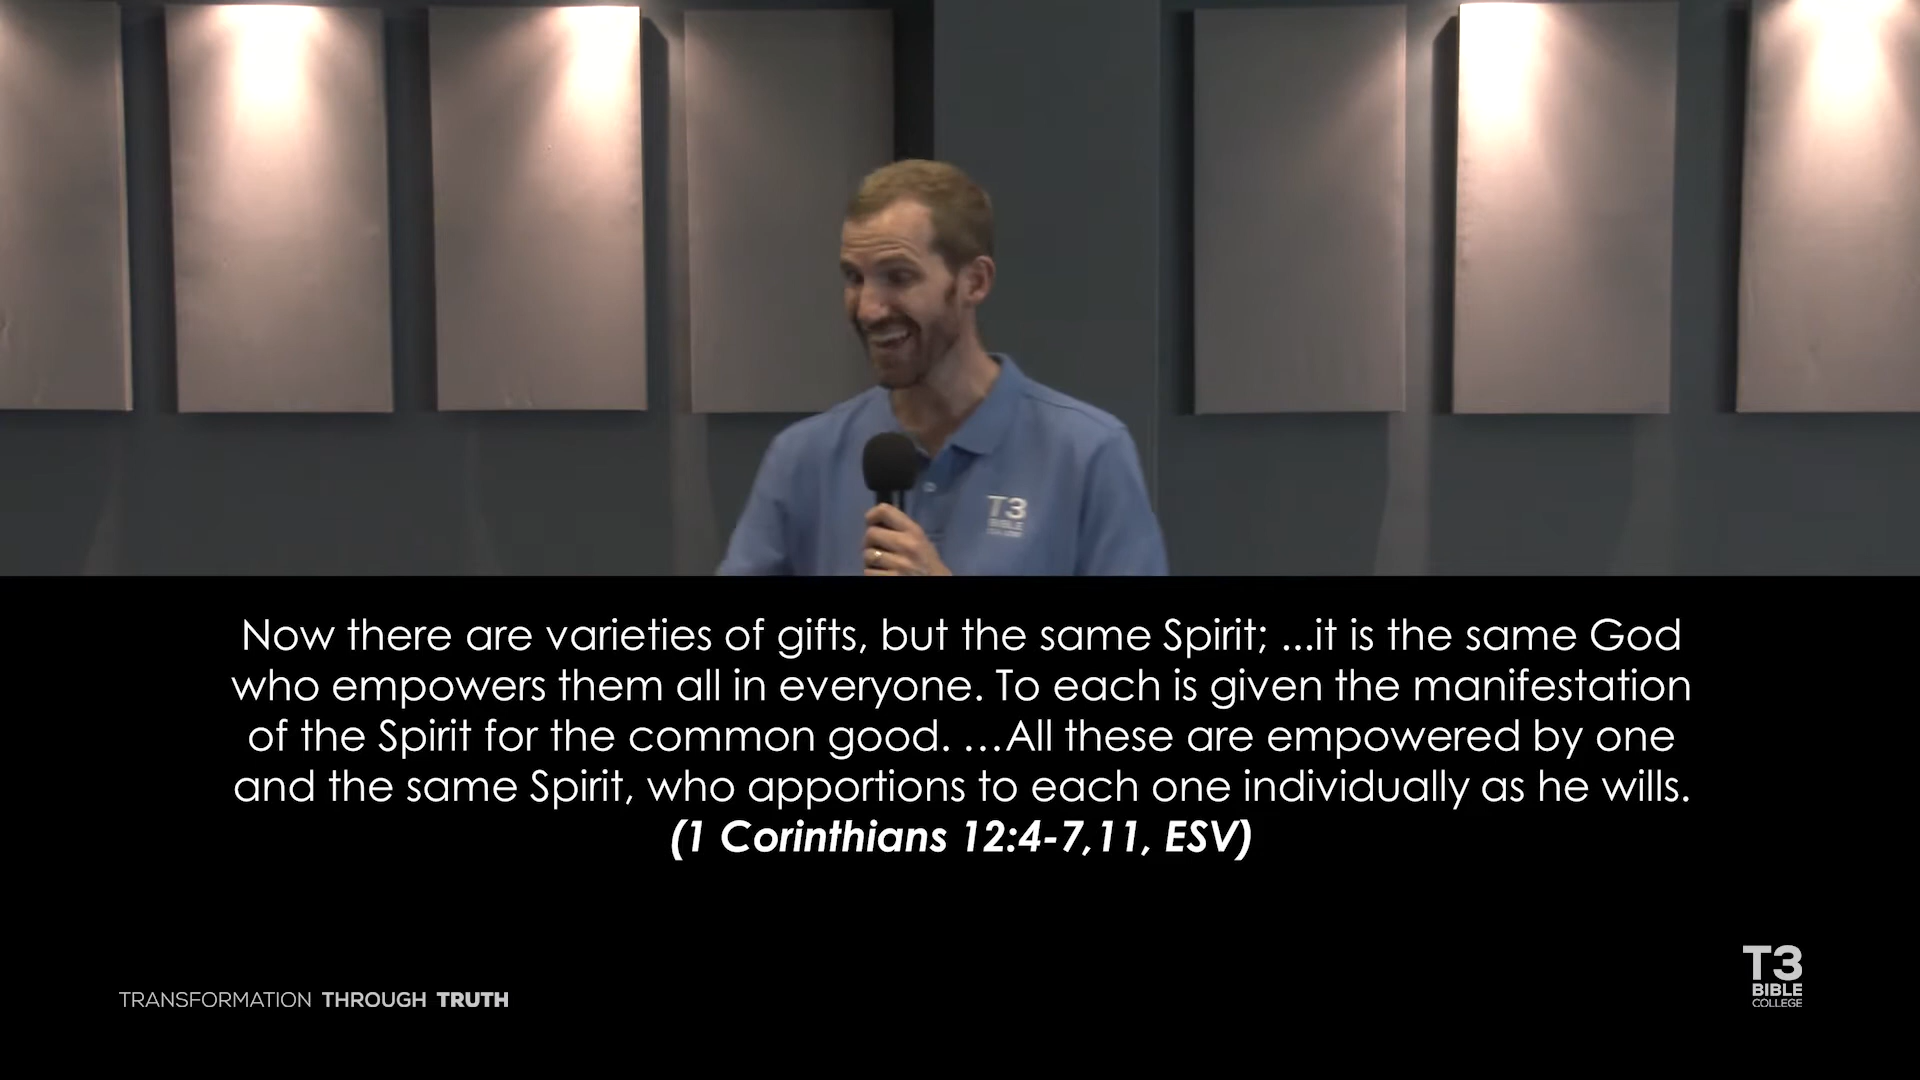 T3
BIBLE
Now there are varieties of gifts, but the same Spirit; ...it is the same God
who empowers them all in everyone. To each is given the manifestation
of the Spirit for the common good. …All these are empowered by one
and the same Spirit, who apportions to each one individually as he wills.
(1 Corinthians 12:4-7,11, ESV)
TRANSFORMATION THROUGH TRUTH
T3
BIBLE
COLLEGE